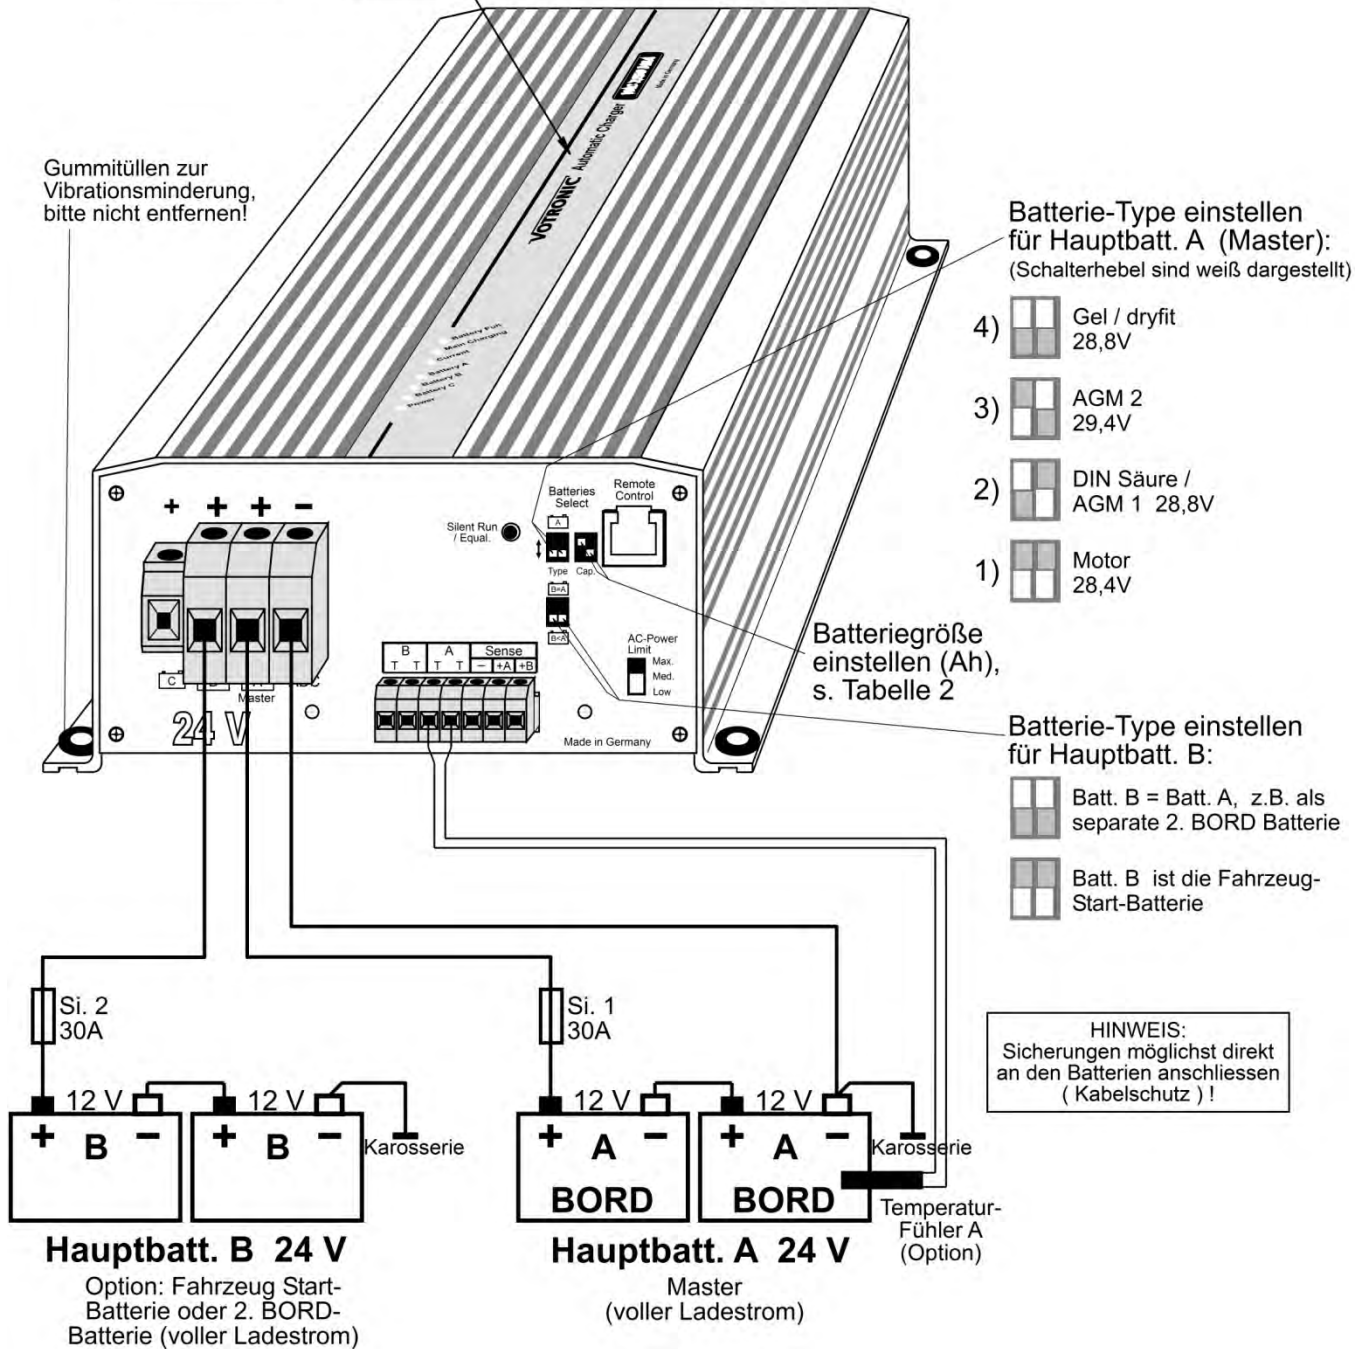 Gummitüllen zur
Vibrationsminderung,
bitte nicht entfernen!
VOTRONIC Automatic Charger
Made in Germany
Battery Full
Main Charging
Current
Battery A
Battery B
Battery C
Power
Batterie-Type einstellen
für Hauptbatt. A (Master):
(Schalterhebel sind weiß dargestellt)
4) Gel / dryfit
28,8V
3) AGM 2
29,4V
2) DIN Säure /
AGM 1 28,8V
1) Motor
28,4V
+ + + −
Silent Run
/ Equal.
Batteries
Select
A
Type Cap.
B=A
B<A
Remote
Control
AC-Power
Limit
Max.
Med.
Low
B A Sense
T T T T − +A +B
C
Master
24 V
Made in Germany
Batteriegröße
einstellen (Ah),
s. Tabelle 2
Batterie-Type einstellen
für Hauptbatt. B:
Batt. B = Batt. A, z.B. als
separate 2. BORD Batterie
Batt. B ist die Fahrzeug-
Start-Batterie
Si. 2
30A
Si. 1
30A
HINWEIS:
Sicherungen möglichst direkt
an den Batterien anschliessen
( Kabelschutz ) !
12 V
+ B −
12 V
+ B −
Karosserie
12 V
+ A −
BORD
12 V
+ A −
BORD
Karosserie
Temperatur-
Fühler A
(Option)
Hauptbatt. B 24 V
Option: Fahrzeug Start-
Batterie oder 2. BORD-
Batterie (voller Ladestrom)
Hauptbatt. A 24 V
Master
(voller Ladestrom)